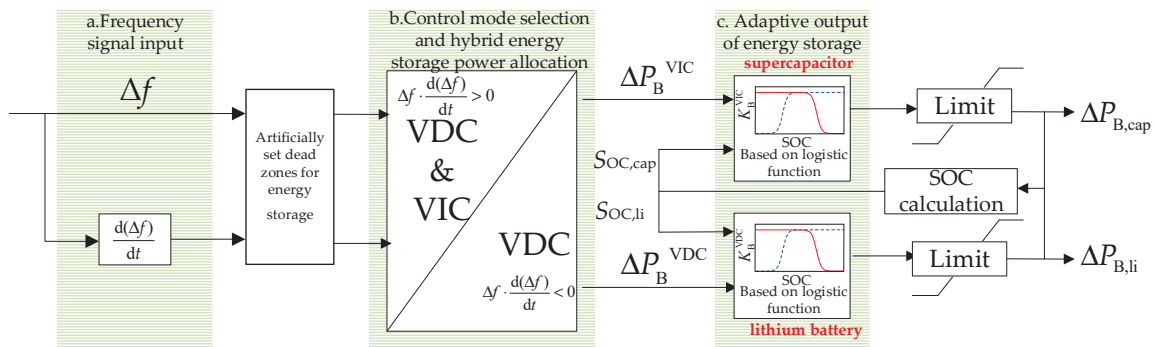 a.Frequency
signal input
Δf
d(Δf)
dt
Artificially
set dead
zones for
energy
storage
b.Control mode selection
and hybrid energy
storage power allocation
Δf · d(Δf)/dt > 0
VDC
&
VIC
VDC
Δf · d(Δf)/dt < 0
ΔP_B^VIC
S_OC,cap
S_OC,li
ΔP_B^VDC
c. Adaptive output
of energy storage
supercapacitor
K_B^VIC
SOC
Based on logistic
function
K_B^VDC
SOC
Based on logistic
function
lithium battery
Limit
ΔP_B,cap
SOC
calculation
Limit
ΔP_B,li